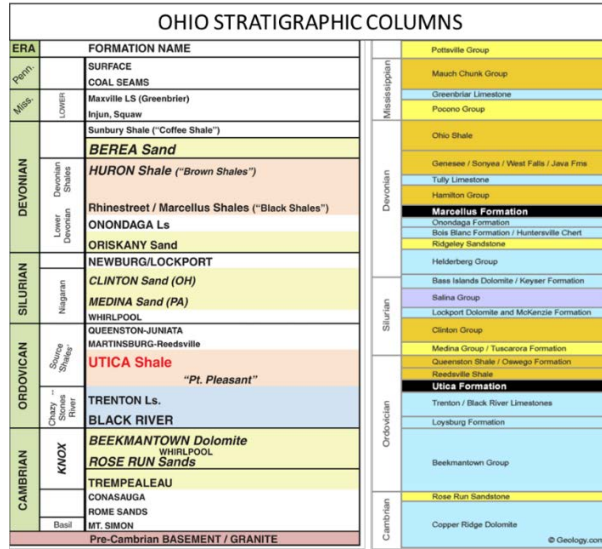 OHIO STRATIGRAPHIC COLUMNS
ERA
FORMATION NAME
Penn.
SURFACE
COAL SEAMS
Miss.
LOWER
Maxville LS (Greenbrier)
Injun, Squaw
DEVONIAN
Sunbury Shale ("Coffee Shale")
BEREA Sand
Devonian
Shales
HURON Shale ("Brown Shales")
Rhinestreet / Marcellus Shales ("Black Shales")
Lower
Devonian
ONONDAGA Ls
ORISKANY Sand
SILURIAN
NEWBURG/LOCKPORT
Niagaran
CLINTON Sand (OH)
MEDINA Sand (PA)
WHIRLPOOL
ORDOVICAN
QUEENSTON-JUNIATA
MARTINSBURG-Reedsville
Source
'Shales'
UTICA Shale
"Pt. Pleasant"
Chazy --
Stones
River
TRENTON Ls.
BLACK RIVER
CAMBRIAN
KNOX
BEEKMANTOWN Dolomite
WHIRLPOOL
ROSE RUN Sands
TREMPEALEAU
CONASAUGA
ROME SANDS
Basil
MT. SIMON
Pre-Cambrian BASEMENT / GRANITE
Mississippian
Pottsville Group
Mauch Chunk Group
Greenbriar Limestone
Pocono Group
Devonian
Ohio Shale
Genesee / Sonyea / West Falls / Java Fms
Tully Limestone
Hamilton Group
Marcellus Formation
Onondaga Formation
Bois Blanc Formation / Huntersville Chert
Ridgeley Sandstone
Helderberg Group
Silurian
Bass Islands Dolomite / Keyser Formation
Salina Group
Lockport Dolomite and McKenzie Formation
Clinton Group
Medina Group / Tuscarora Formation
Ordovician
Queenston Shale / Oswego Formation
Reedsville Shale
Utica Formation
Trenton / Black River Limestones
Loysburg Formation
Beekmantown Group
Cambrian
Rose Run Sandstone
Copper Ridge Dolomite
© Geology.com